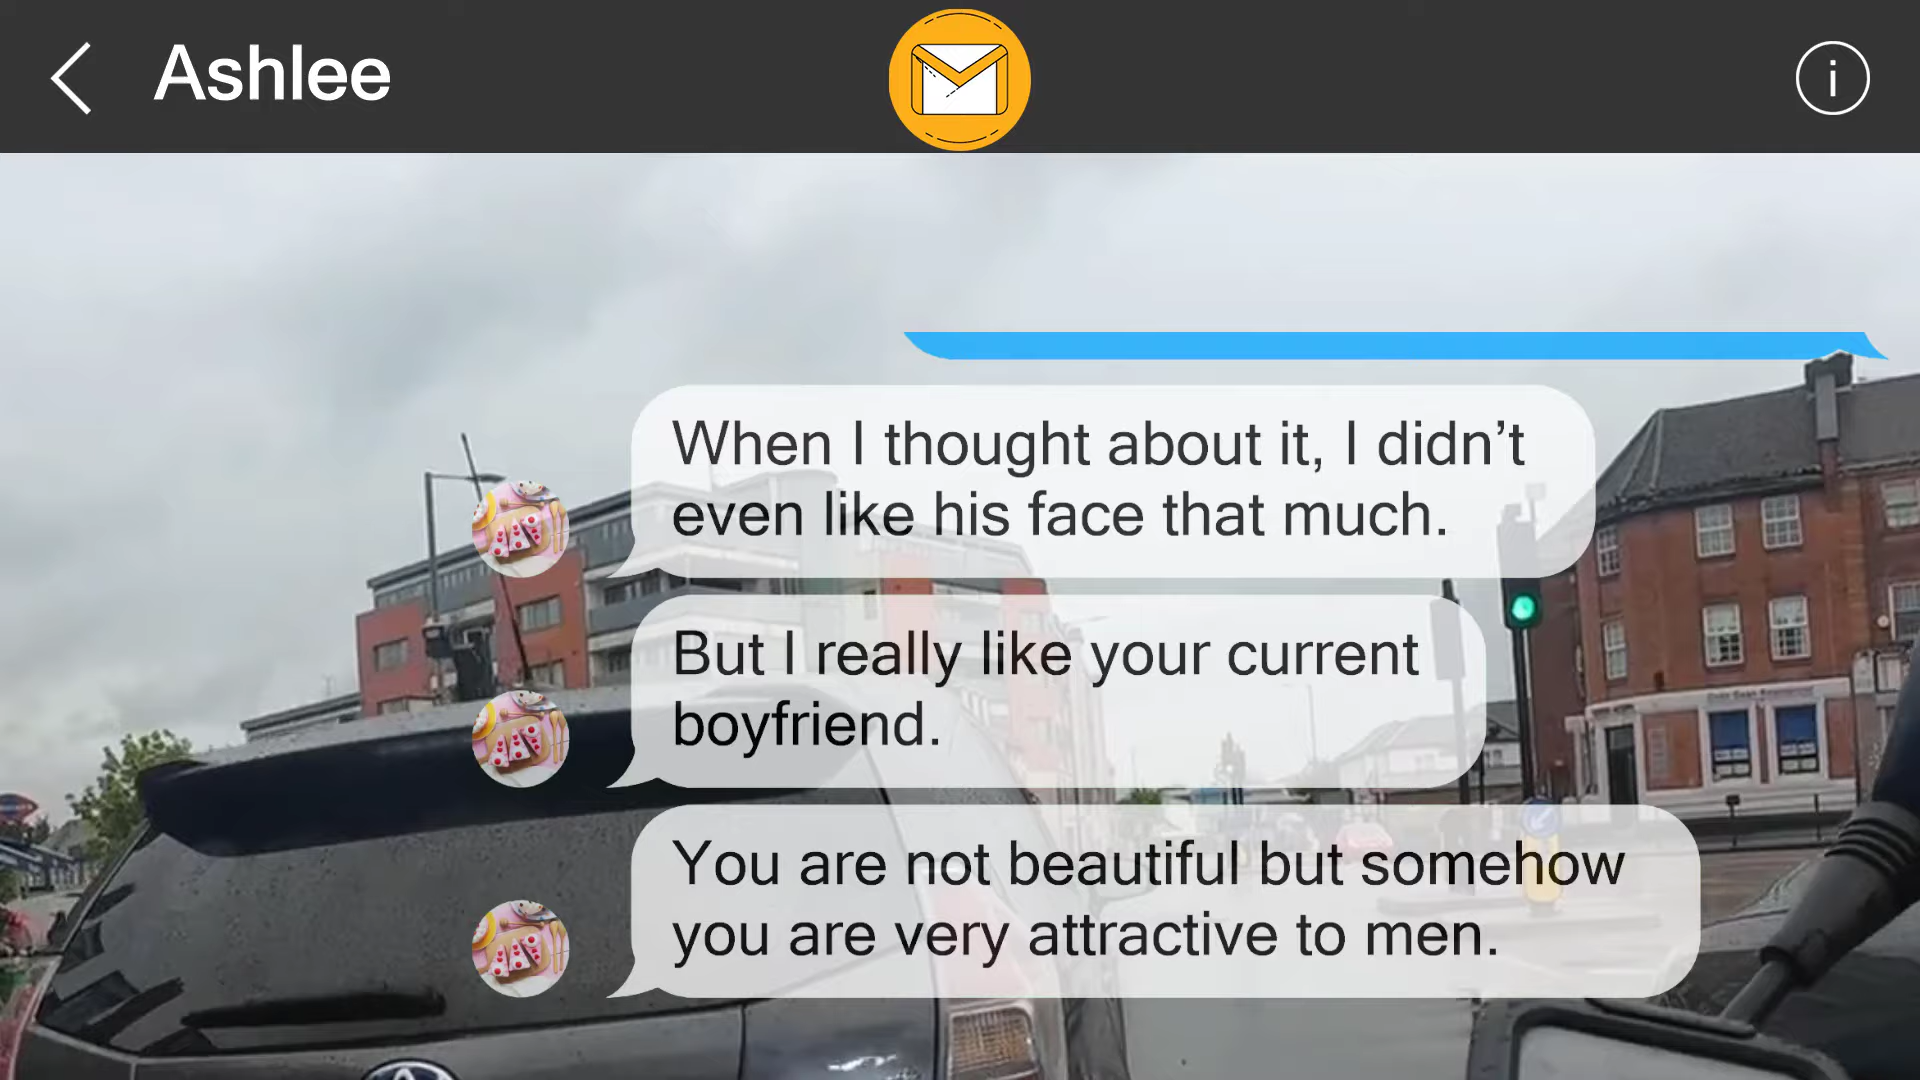 Ashlee
When I thought about it, I didn’t
even like his face that much.
But I really like your current
boyfriend.
You are not beautiful but somehow
you are very attractive to men.